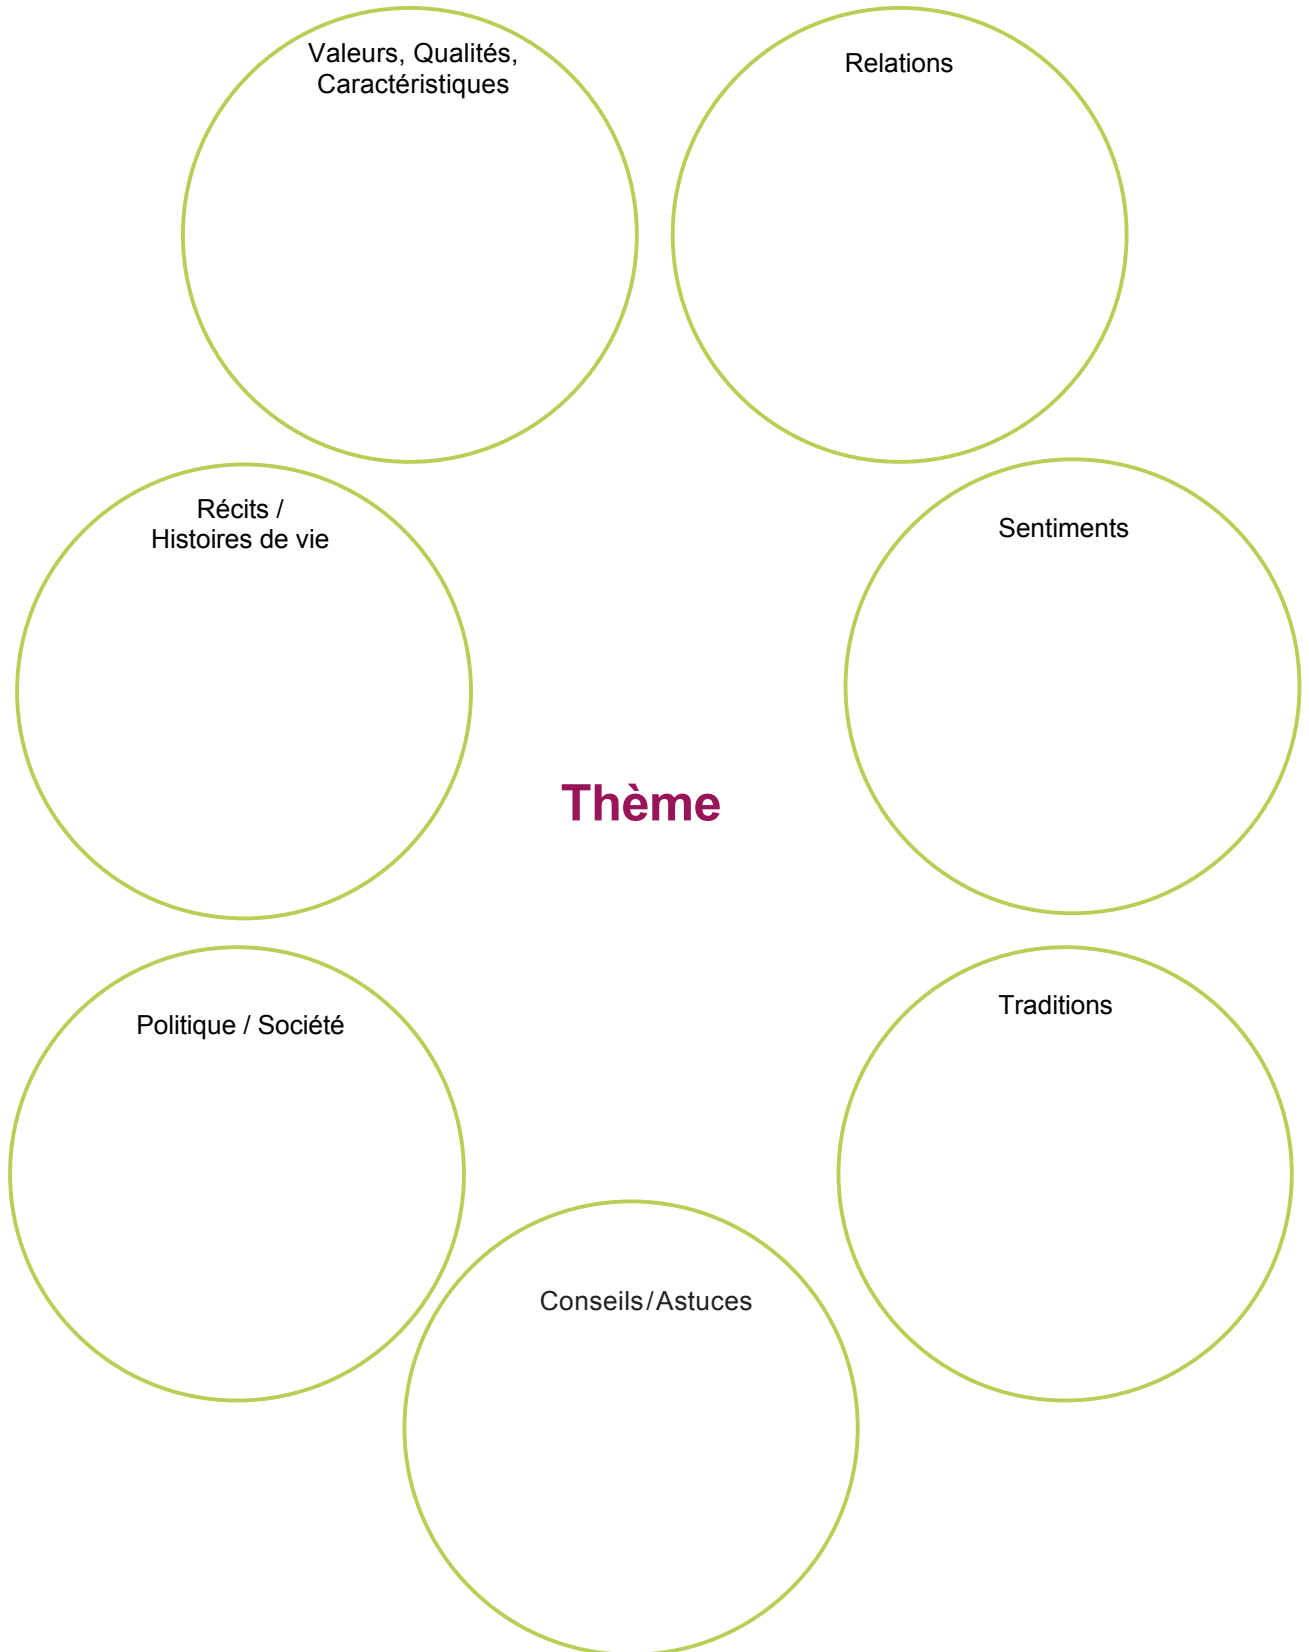 Valeurs, Qualités,
Caractéristiques
Relations
Récits /
Histoires de vie
Sentiments
Thème
Politique / Société
Traditions
Conseils/Astuces